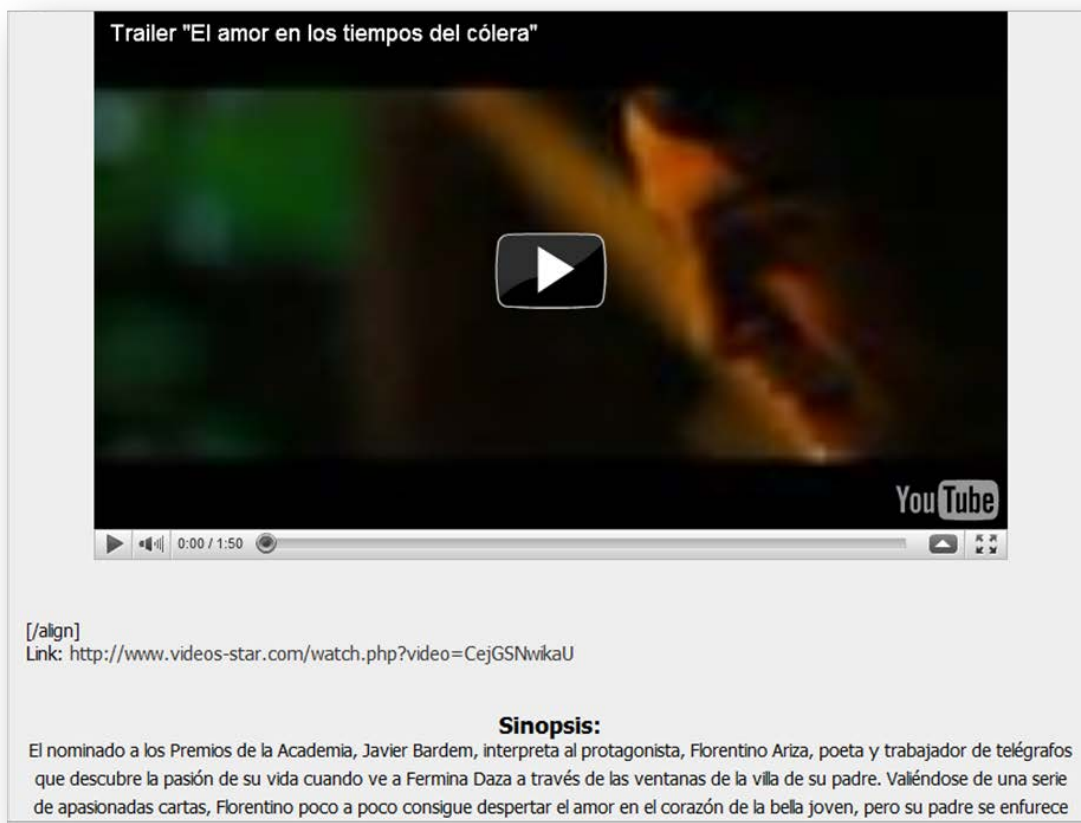 Trailer "El amor en los tiempos del cólera"
YouTube
0:00 / 1:50
[/align]
Link: http://www.videos-star.com/watch.php?video=CejGSNwikaU
Sinopsis:
El nominado a los Premios de la Academia, Javier Bardem, interpreta al protagonista, Florentino Ariza, poeta y trabajador de telégrafos
que descubre la pasión de su vida cuando ve a Fermina Daza a través de las ventanas de la villa de su padre. Valiéndose de una serie
de apasionadas cartas, Florentino poco a poco consigue despertar el amor en el corazón de la bella joven, pero su padre se enfurece